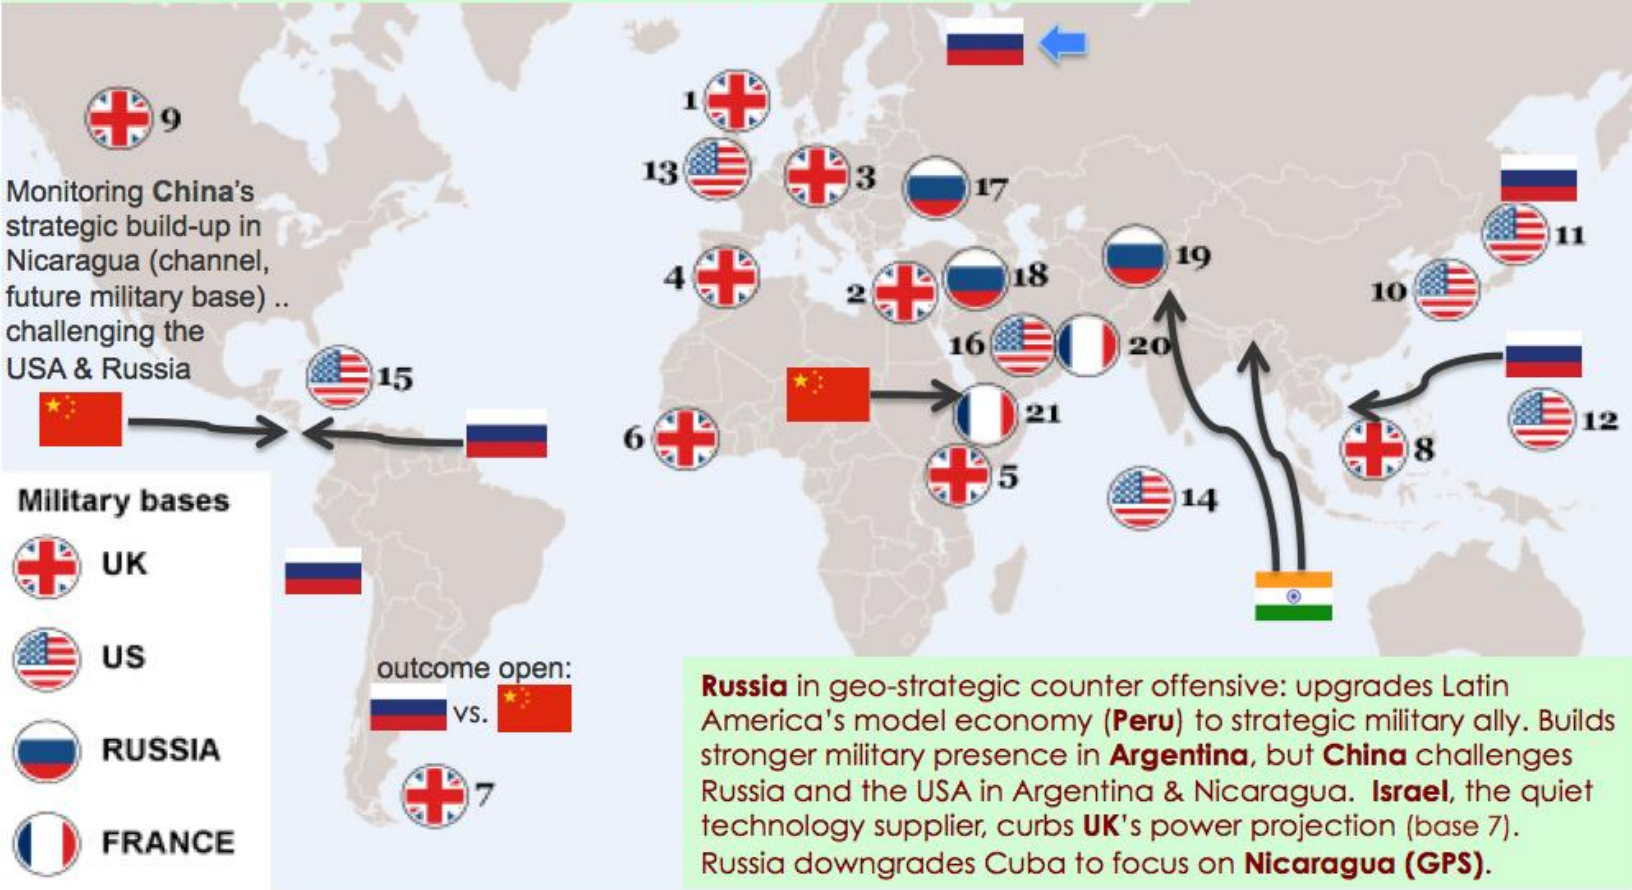 1
9
13
3
17
Monitoring China's
strategic build-up in
Nicaragua (channel,
future military base) ..
challenging the
USA & Russia
11
4
2
18
19
10
16
20
15
21
6
5
8
12
14
Military bases
UK
US
RUSSIA
FRANCE
outcome open:
vs.
7
Russia in geo-strategic counter offensive: upgrades Latin
America's model economy (Peru) to strategic military ally. Builds
stronger military presence in Argentina, but China challenges
Russia and the USA in Argentina & Nicaragua. Israel, the quiet
technology supplier, curbs UK's power projection (base 7).
Russia downgrades Cuba to focus on Nicaragua (GPS).